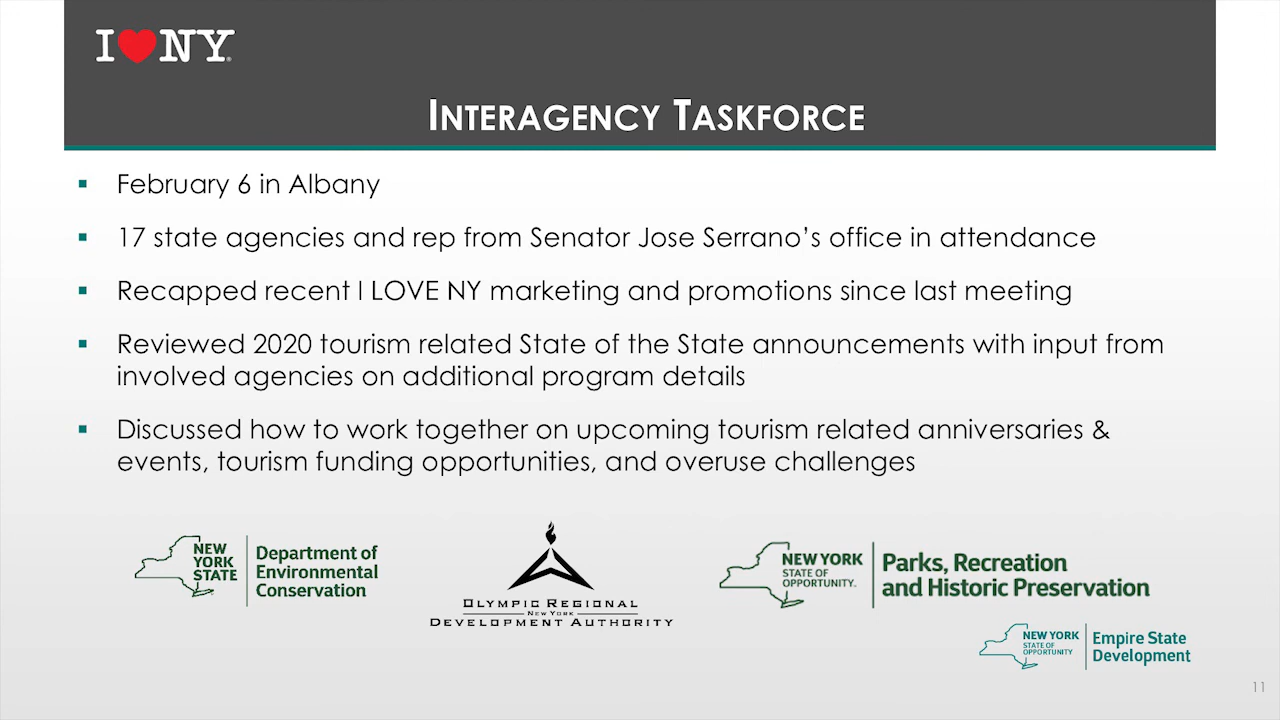 I NY®
INTERAGENCY TASKFORCE
▪ February 6 in Albany
▪ 17 state agencies and rep from Senator Jose Serrano's office in attendance
▪ Recapped recent I LOVE NY marketing and promotions since last meeting
▪ Reviewed 2020 tourism related State of the State announcements with input from
involved agencies on additional program details
▪ Discussed how to work together on upcoming tourism related anniversaries &
events, tourism funding opportunities, and overuse challenges
NEW
YORK
STATE
Department of
Environmental
Conservation
OLYMPIC REGIONAL
NEW YORK
DEVELOPMENT AUTHORITY
NEW YORK
STATE OF
OPPORTUNITY.
Parks, Recreation
and Historic Preservation
NEW YORK
STATE OF
OPPORTUNITY
Empire State
Development
11